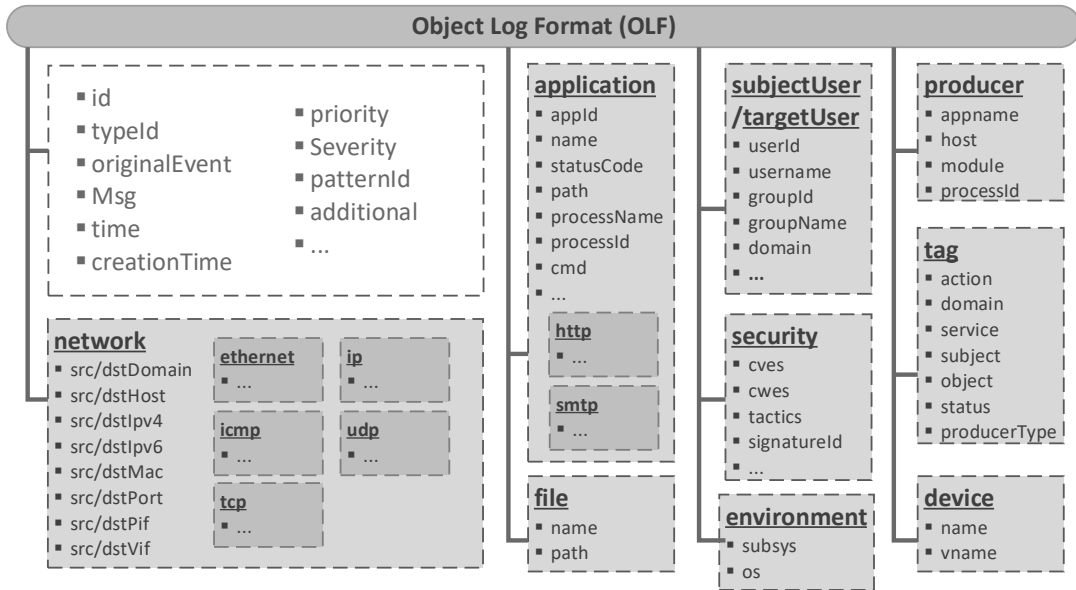 Object Log Format (OLF)
id
typeId
originalEvent
Msg
time
creationTime
priority
Severity
patternId
additional
...
network
src/dstDomain
src/dstHost
src/dstIpv4
src/dstIpv6
src/dstMac
src/dstPort
src/dstPif
src/dstVif
ethernet
...
ip
...
icmp
...
udp
...
tcp
...
application
appId
name
statusCode
path
processName
processId
cmd
...
http
...
smtp
...
file
name
path
subjectUser
/targetUser
userId
username
groupId
groupName
domain
...
security
cves
cwes
tactics
signatureId
...
environment
subsys
os
producer
appname
host
module
processId
tag
action
domain
service
subject
object
status
producerType
device
name
vname